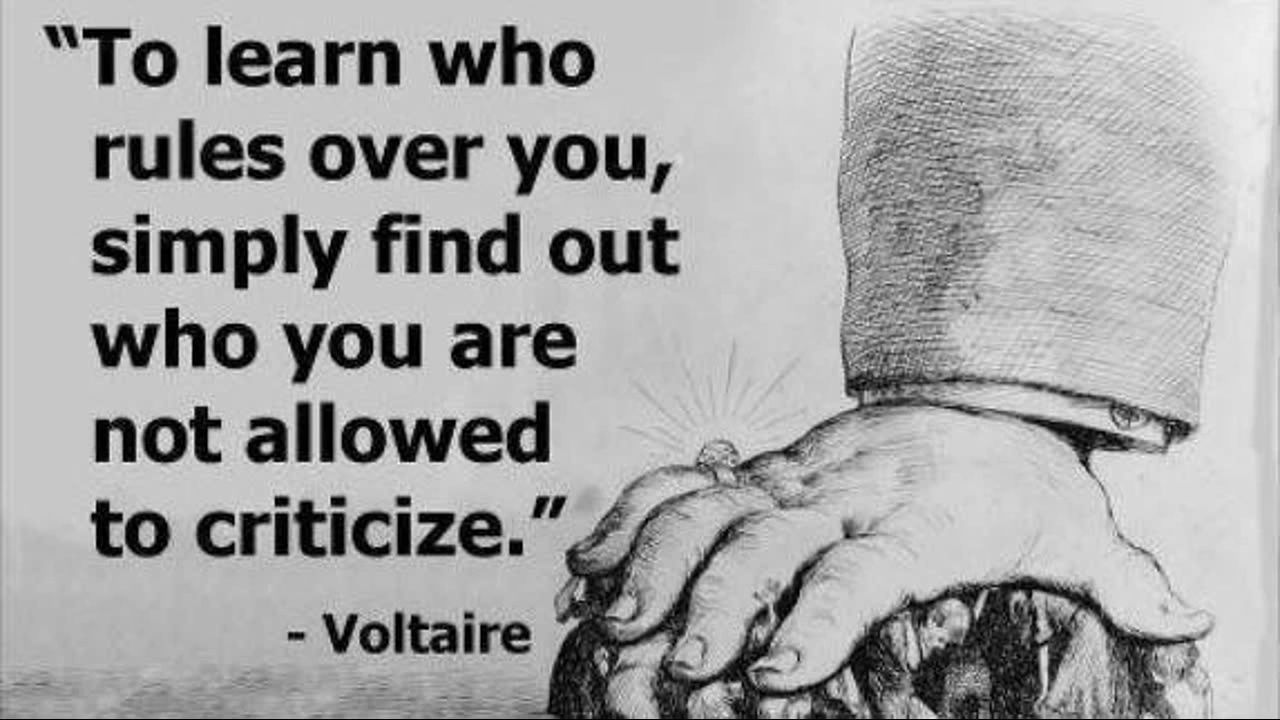 “To learn who
rules over you,
simply find out
who you are
not allowed
to criticize.”
- Voltaire